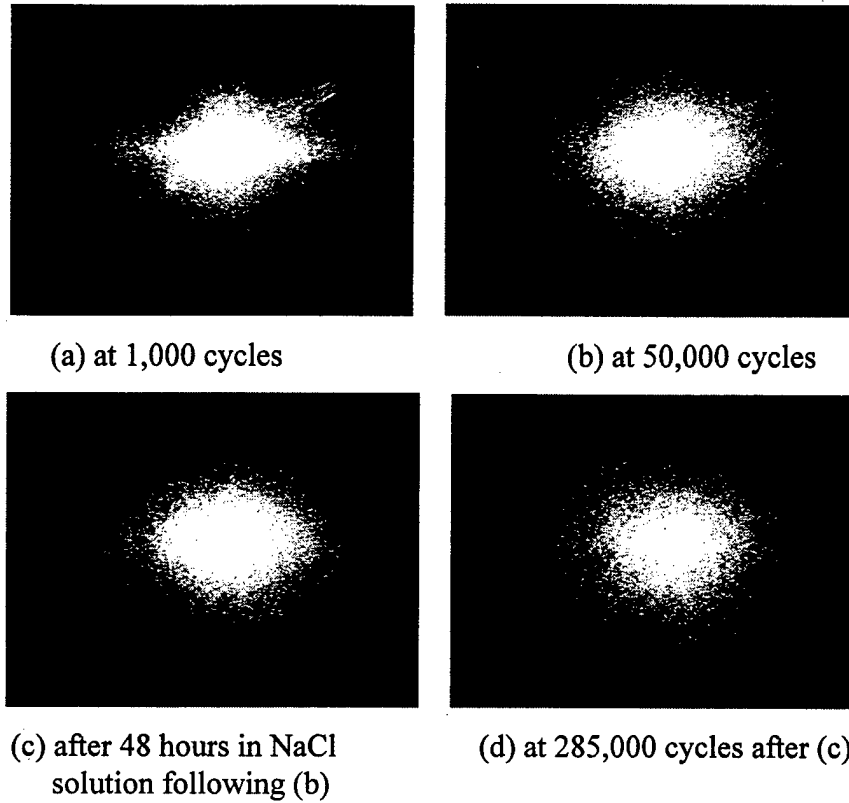 (a) at 1,000 cycles
(b) at 50,000 cycles
(c) after 48 hours in NaCl
solution following (b)
(d) at 285,000 cycles after (c)